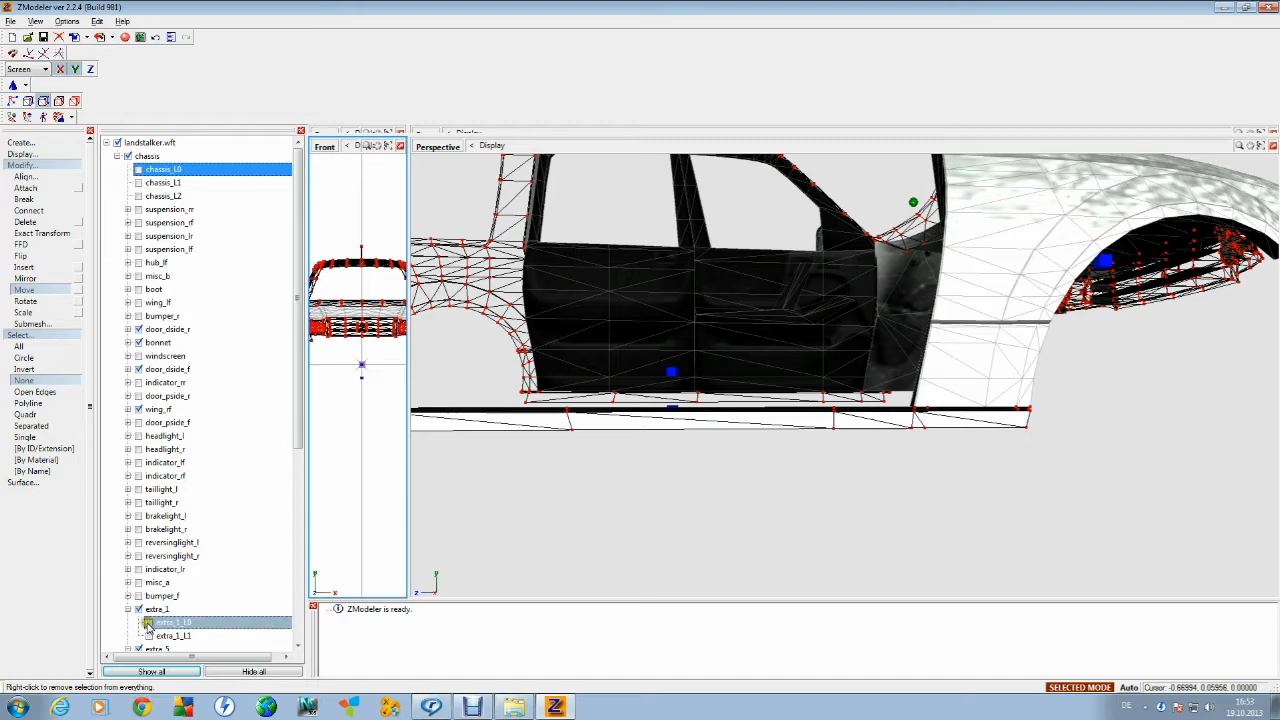 ZModeler ver 2.2.4 (Build 981)
File View Options Edit Help
Screen X Y Z
Create...
Display...
Modify...
Align...
Attach
Break
Connect
Delete
Exact Transform
FFD
Flip
Insert
Mirror
Move
Rotate
Scale
Submesh...
Select...
All
Circle
Invert
None
Open Edges
Polyline
Quadr
Separated
Single
[By ID/Extension]
[By Material]
[By Name]
Surface...
landstalker.wft
chassis
chassis_L0
chassis_L1
chassis_L2
suspension_rr
suspension_rf
suspension_lr
suspension_lf
hub_lf
misc_b
boot
wing_lf
bumper_r
door_dside_r
bonnet
windscreen
door_dside_f
indicator_rr
door_pside_r
wing_rf
door_pside_f
headlight_l
headlight_r
indicator_lf
indicator_rf
taillight_l
taillight_r
brakelight_l
brakelight_r
reversinglight_l
reversinglight_r
indicator_lr
misc_a
bumper_f
extra_1
extra_1_L0
extra_1_L1
extra_5
Show all Hide all
Front < D
Perspective < Display
y
z x
y
z x
ZModeler is ready.
Right-click to remove selection from everything.
SELECTED MODE Auto Cursor: -0.66994, 0.05956, 0.00000
DE
16:53
19.10.2013